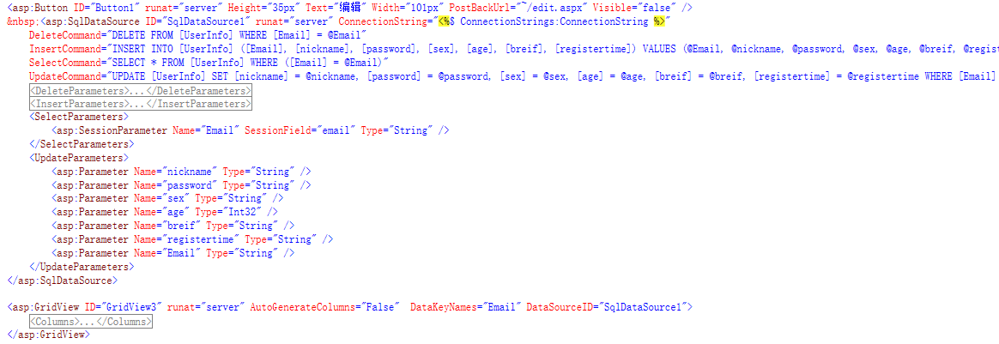 <asp:Button ID="Button1" runat="server" Height="35px" Text="编辑" Width="101px" PostBackUrl="~/edit.aspx" Visible="false" />
&nbsp;<asp:SqlDataSource ID="SqlDataSource1" runat="server" ConnectionString="<%$ ConnectionStrings:ConnectionString %>"
DeleteCommand="DELETE FROM [UserInfo] WHERE [Email] = @Email"
InsertCommand="INSERT INTO [UserInfo] ([Email], [nickname], [password], [sex], [age], [breif], [registertime]) VALUES (@Email, @nickname, @password, @sex, @age, @breif, @regist
SelectCommand="SELECT * FROM [UserInfo] WHERE ([Email] = @Email)"
UpdateCommand="UPDATE [UserInfo] SET [nickname] = @nickname, [password] = @password, [sex] = @sex, [age] = @age, [breif] = @breif, [registertime] = @registertime WHERE [Email]
<DeleteParameters>...</DeleteParameters>
<InsertParameters>...</InsertParameters>
<SelectParameters>
<asp:SessionParameter Name="Email" SessionField="email" Type="String" />
</SelectParameters>
<UpdateParameters>
<asp:Parameter Name="nickname" Type="String" />
<asp:Parameter Name="password" Type="String" />
<asp:Parameter Name="sex" Type="String" />
<asp:Parameter Name="age" Type="Int32" />
<asp:Parameter Name="breif" Type="String" />
<asp:Parameter Name="registertime" Type="String" />
<asp:Parameter Name="Email" Type="String" />
</UpdateParameters>
</asp:SqlDataSource>
<asp:GridView ID="GridView3" runat="server" AutoGenerateColumns="False" DataKeyNames="Email" DataSourceID="SqlDataSource1">
<Columns>...</Columns>
</asp:GridView>